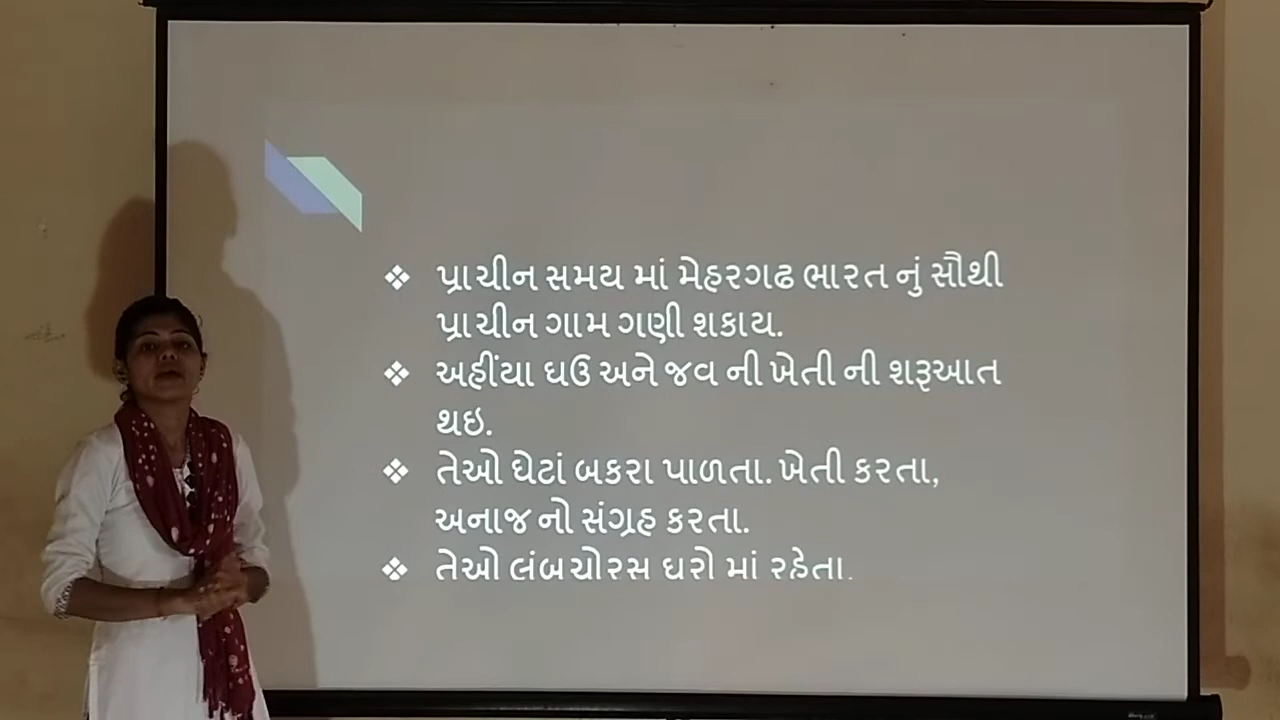 ❖ પ્રાચીન સમય માં મેહરગઢ ભારત નું સૌથી
પ્રાચીન ગામ ગણી શકાય.
❖ અહીંયા ઘઉ અને જવ ની ખેતી ની શરૂઆત
થઇ.
❖ તેઓ ઘેટાં બકરા પાળતા. ખેતી કરતા,
અનાજ નો સંગ્રહ કરતા.
❖ તેઓ લંબચોરસ ઘરો માં રહેતા.